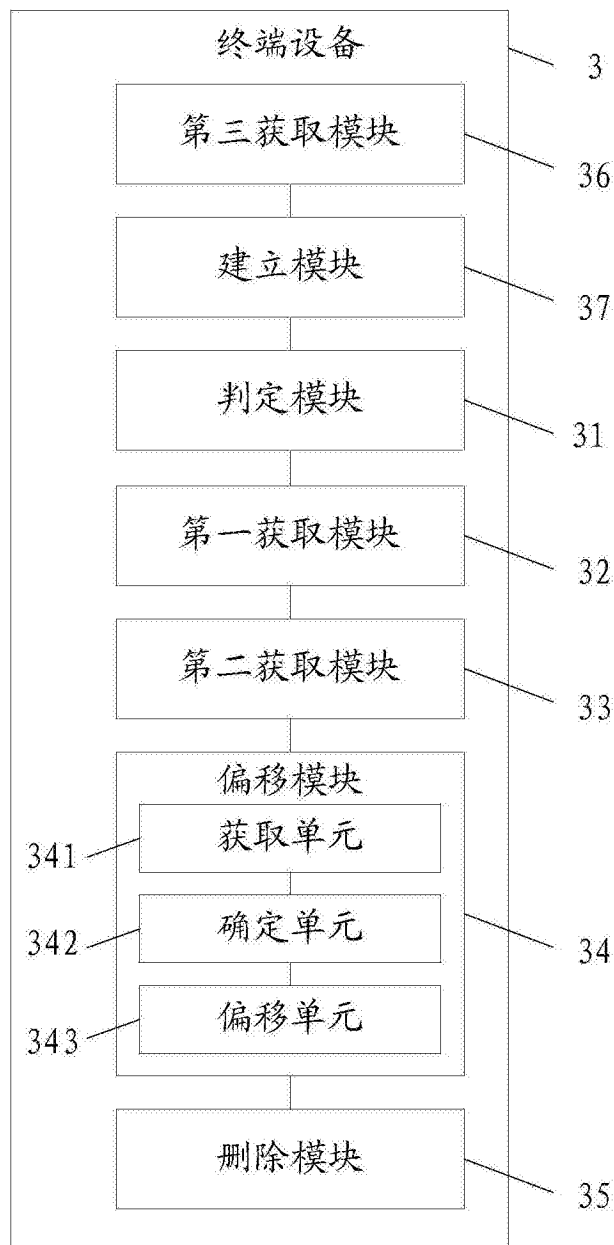 终端设备
3
第三获取模块
36
建立模块
37
判定模块
31
第一获取模块
32
第二获取模块
33
偏移模块
获取单元
341
确定单元
342
34
偏移单元
343
删除模块
35